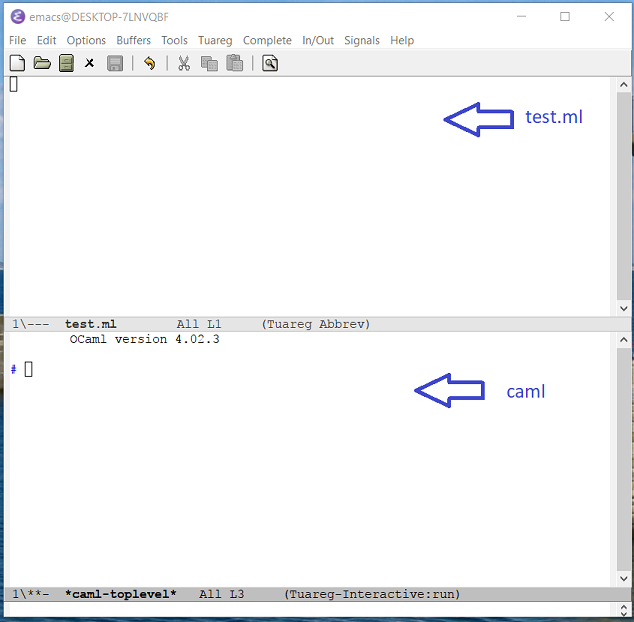 emacs@DESKTOP-7LNVQBF
File Edit Options Buffers Tools Tuareg Complete In/Out Signals Help
test.ml
1\--- test.ml All L1 (Tuareg Abbrev)
OCaml version 4.02.3
#
caml
1\**- *caml-toplevel* All L3 (Tuareg-Interactive:run)